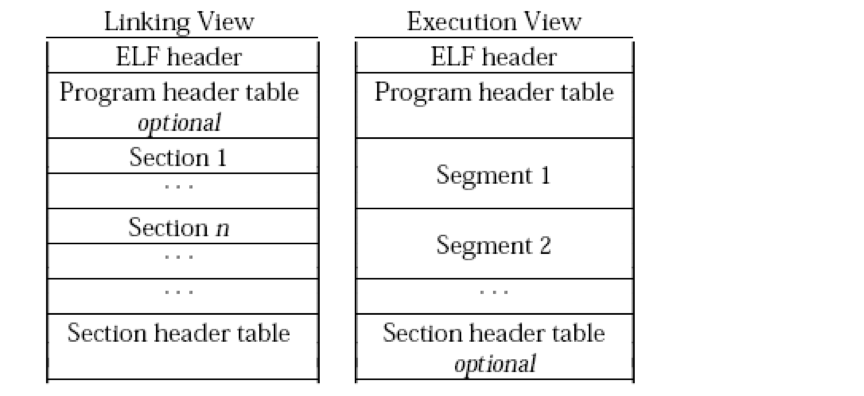 Linking View
ELF header
Program header table
optional
Section 1
. . .
Section n
. . .
. . .
Section header table
Execution View
ELF header
Program header table
Segment 1
Segment 2
. . .
Section header table
optional